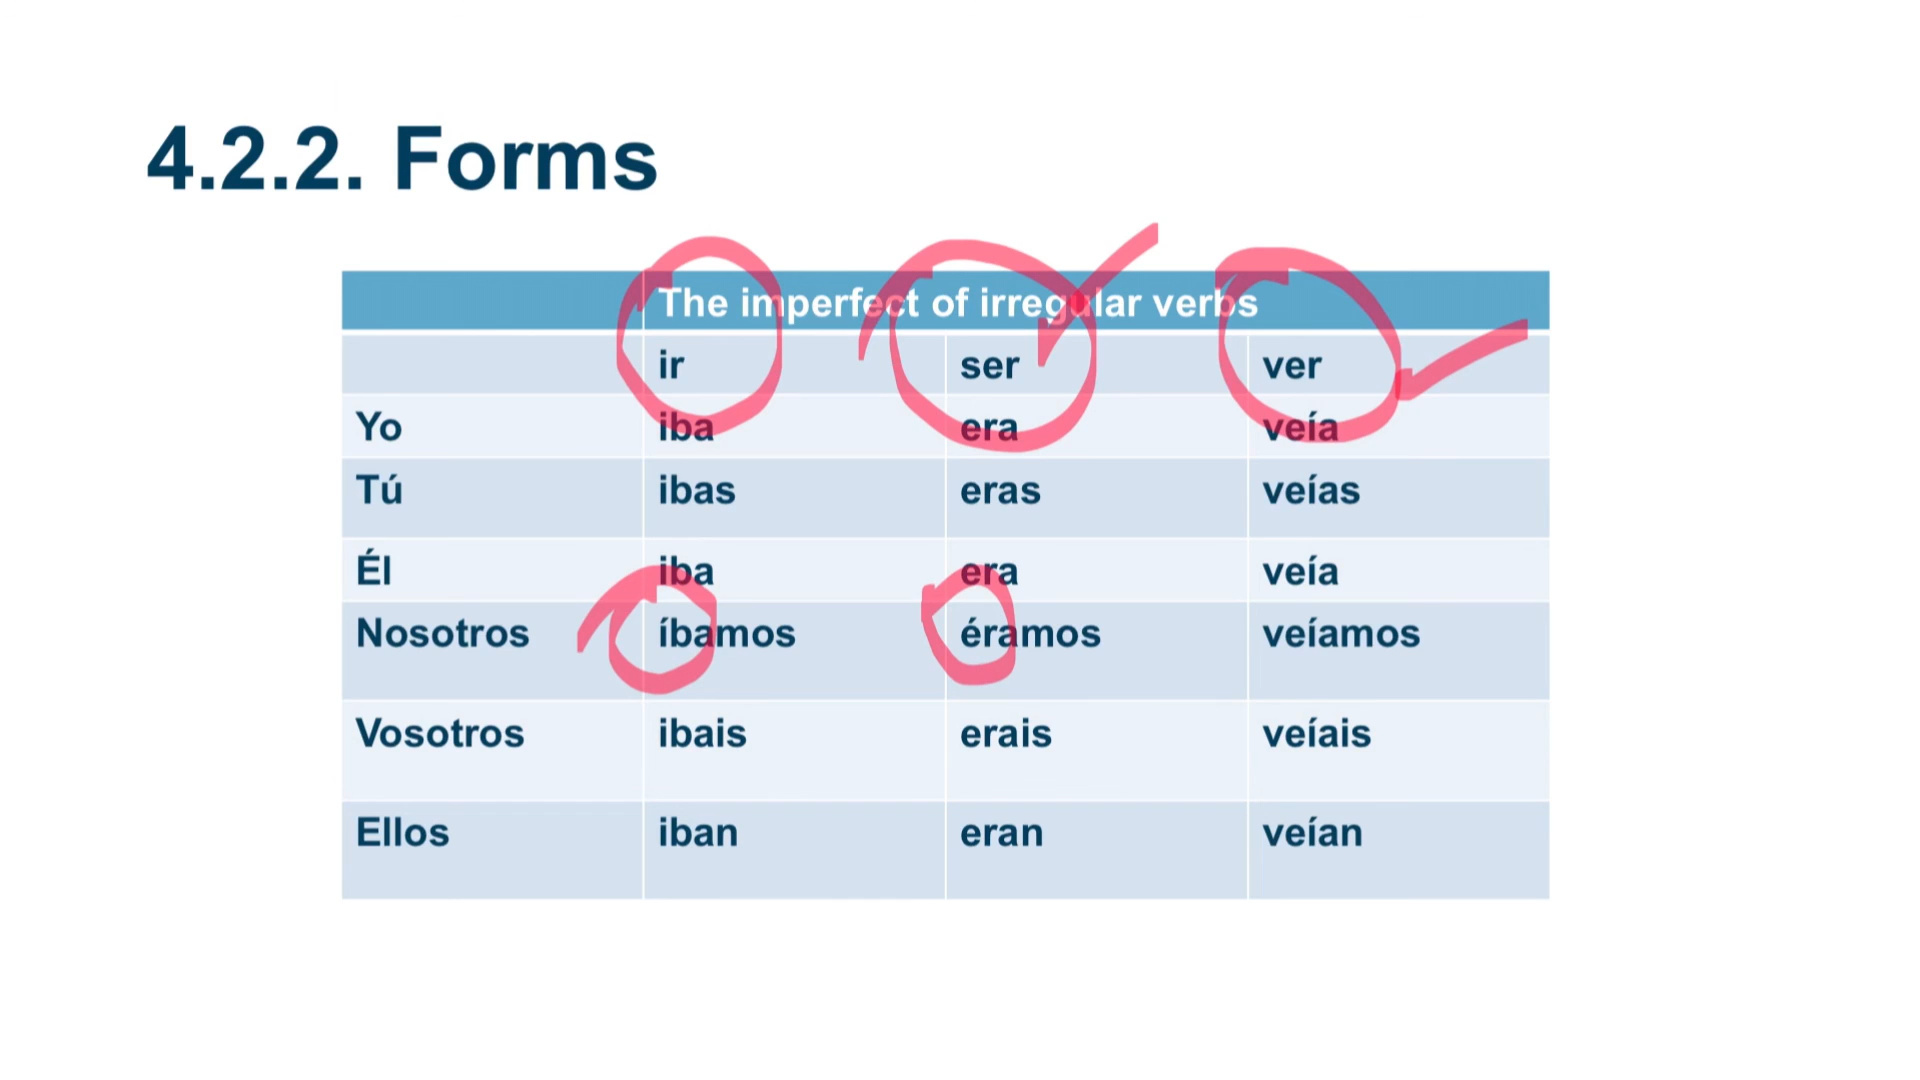 4.2.2. Forms
The imperfect of irregular verbs
ir ser ver
Yo iba era veía
Tú ibas eras veías
Él iba era veía
Nosotros íbamos éramos veíamos
Vosotros ibais erais veíais
Ellos iban eran veían